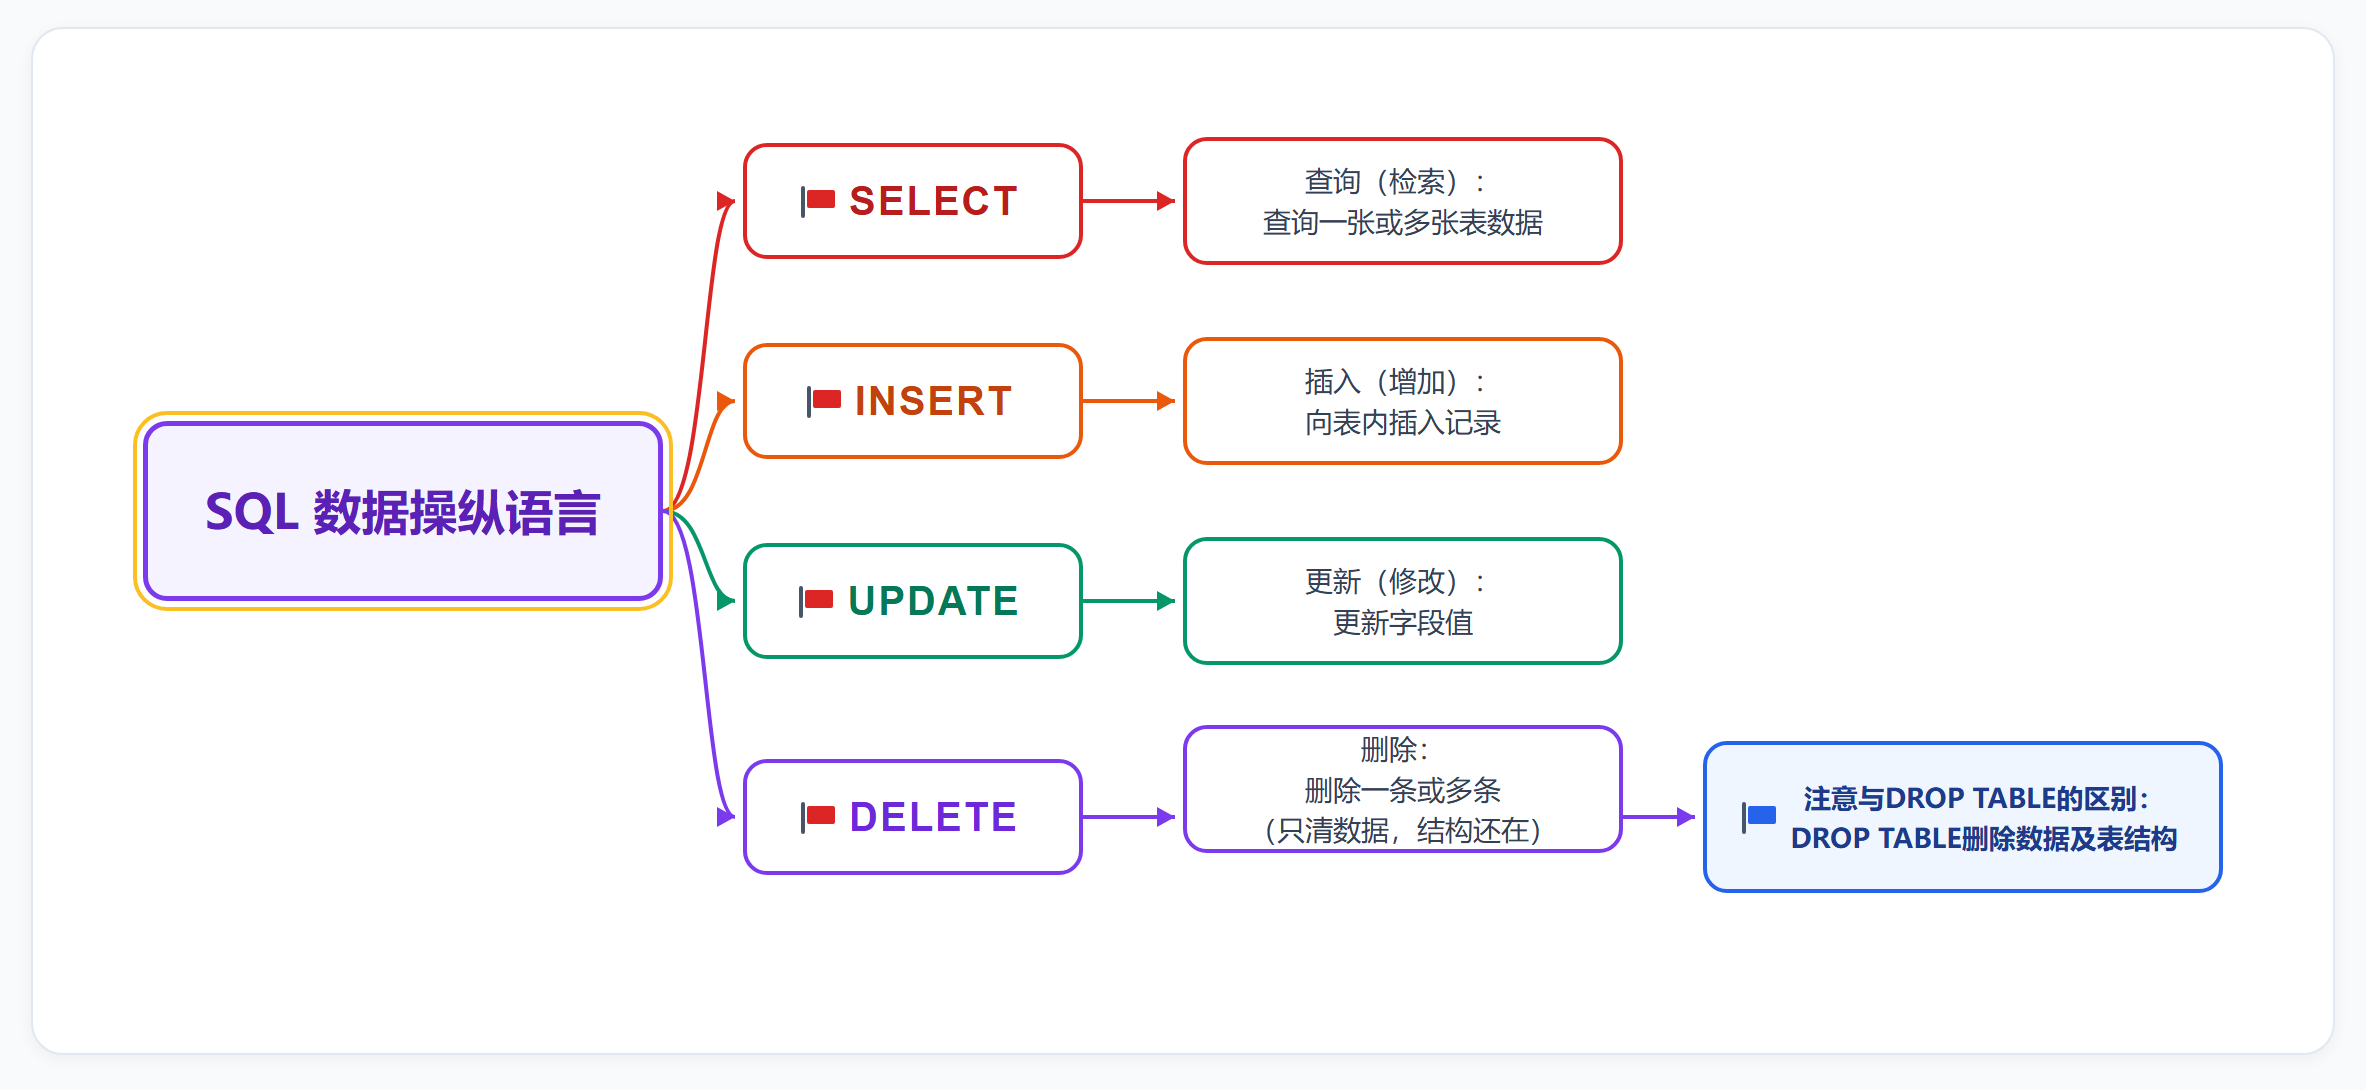 SQL 数据操纵语言
SELECT
查询（检索）：
查询一张或多张表数据
INSERT
插入（增加）：
向表内插入记录
UPDATE
更新（修改）：
更新字段值
DELETE
删除：
删除一条或多条
（只清数据，结构还在）
注意与DROP TABLE的区别：
DROP TABLE删除数据及表结构